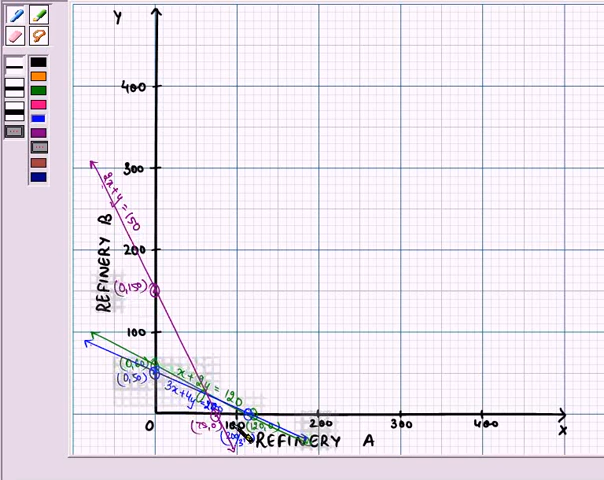 Y
400
300
2x+y=150
200
REFINERY B
(0,150)
100
(0,60)
x+2y=120
(0,50)
3x+4y=200
0
100
200
300
400
X
(75,0)
(120,0)
REFINERY A